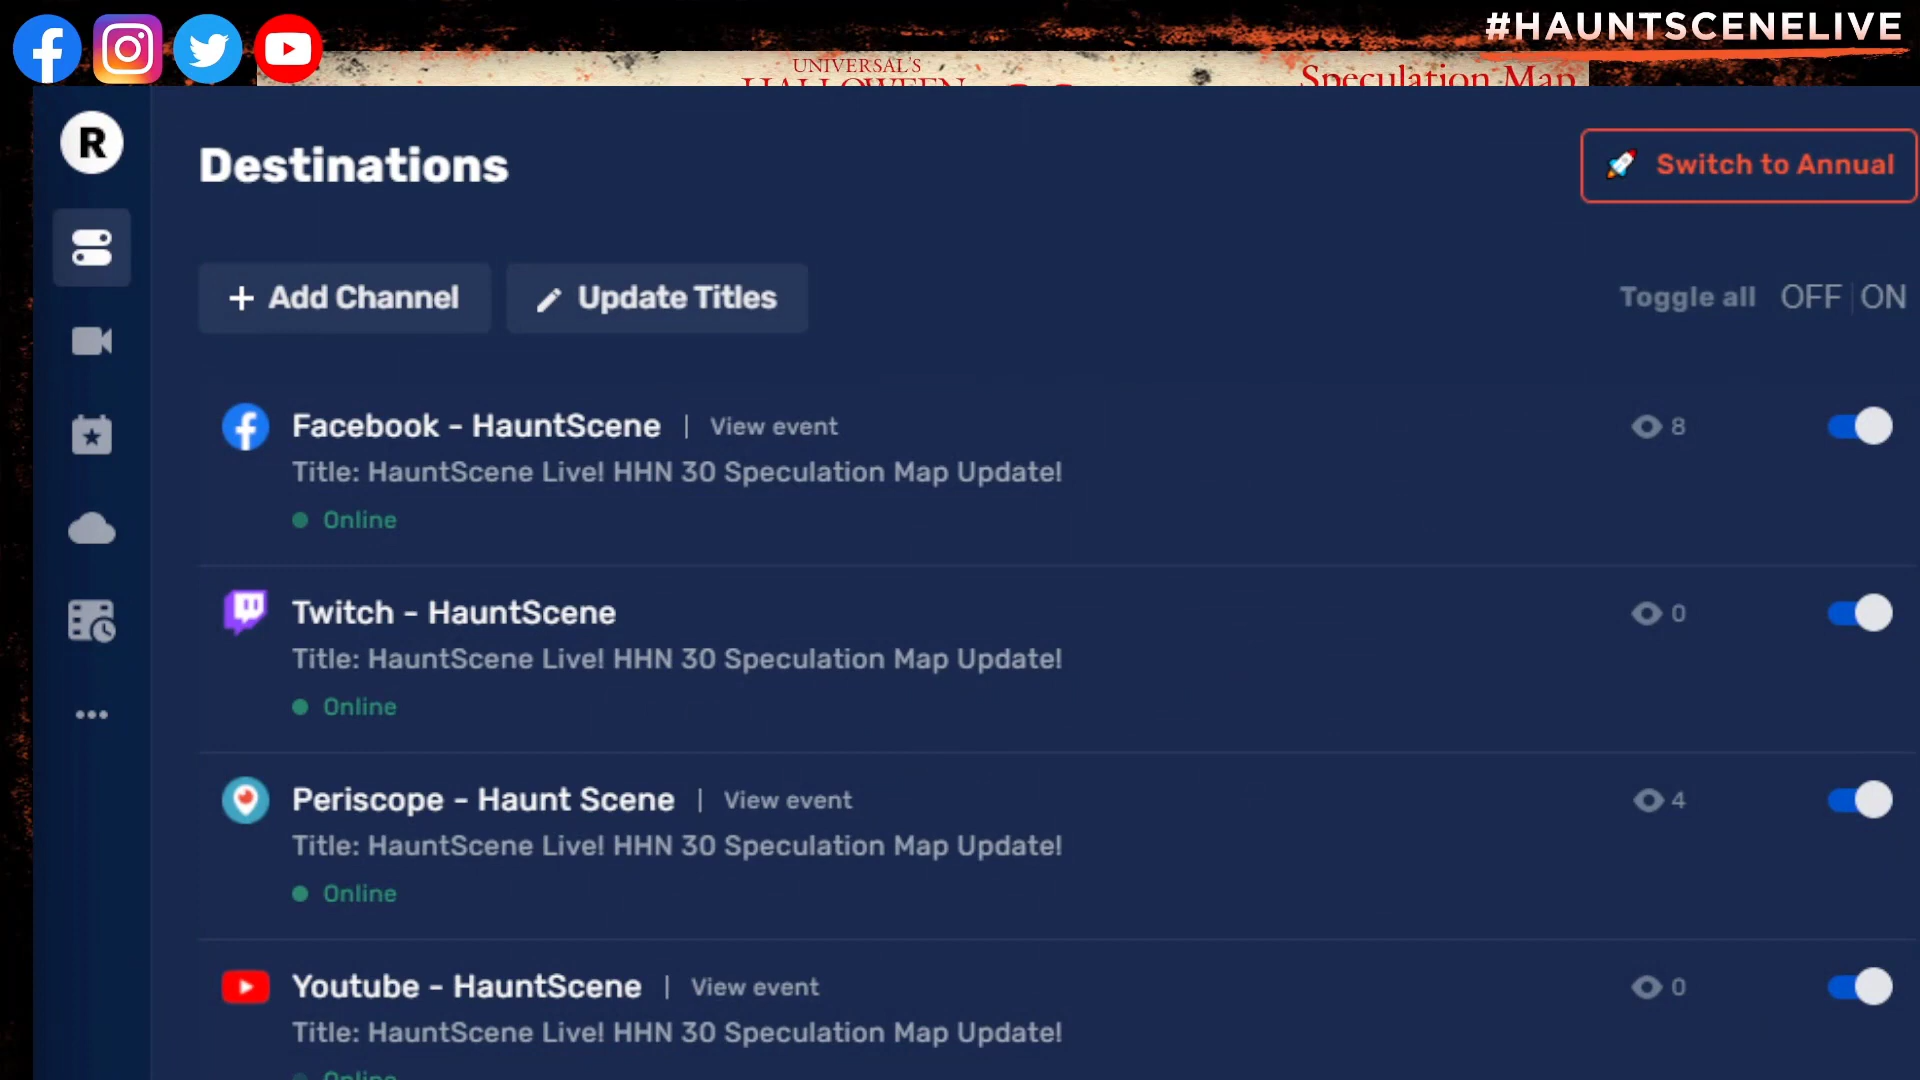 #HAUNTSCENELIVE
UNIVERSAL'S
HALLOWEEN
Speculation Map
R
Destinations
Switch to Annual
+ Add Channel
Update Titles
Toggle all OFF | ON
Facebook - HauntScene | View event
8
Title: HauntScene Live! HHN 30 Speculation Map Update!
Online
Twitch - HauntScene
0
Title: HauntScene Live! HHN 30 Speculation Map Update!
Online
Periscope - Haunt Scene | View event
4
Title: HauntScene Live! HHN 30 Speculation Map Update!
Online
Youtube - HauntScene | View event
0
Title: HauntScene Live! HHN 30 Speculation Map Update!
Online